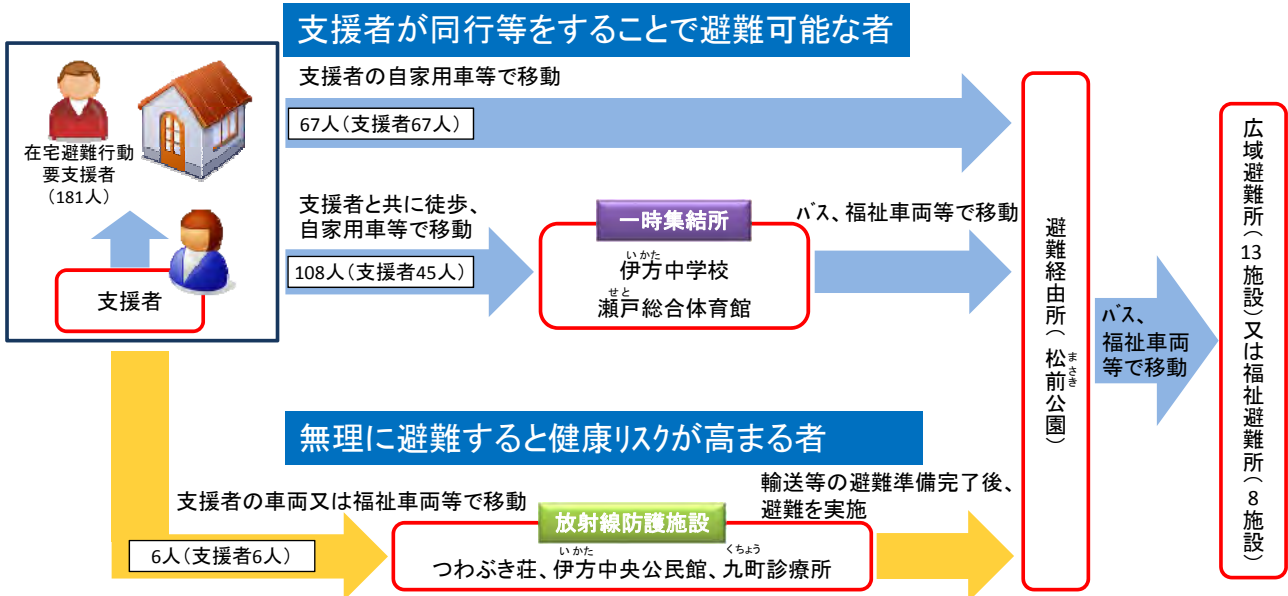 支援者が同行等をすることで避難可能な者
在宅避難行動
要支援者
(181人)
支援者
支援者の自家用車等で移動
67人(支援者67人)
支援者と共に徒歩、
自家用車等で移動
108人(支援者45人)
一時集結所
いかた
伊方中学校
せと
瀬戸総合体育館
バス、福祉車両等で移動
無理に避難すると健康リスクが高まる者
支援者の車両又は福祉車両等で移動
6人(支援者6人)
放射線防護施設
いかた くちょう
つわぶき荘、伊方中央公民館、九町診療所
輸送等の避難準備完了後、
避難を実施
避難経由所(松前公園)
まさき
バス、
福祉車両
等で移動
広域避難所(13施設)又は福祉避難所(8施設)